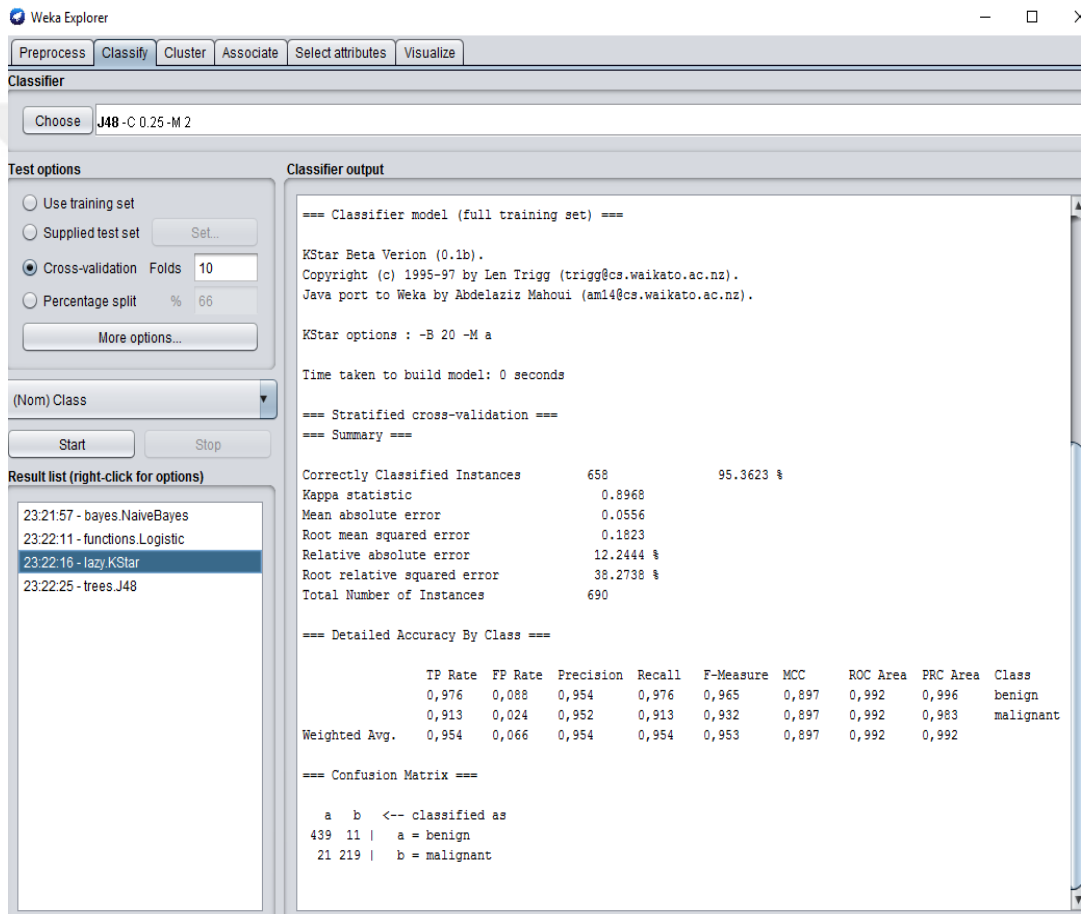 Weka Explorer
Preprocess Classify Cluster Associate Select attributes Visualize
Classifier
Choose J48 -C 0.25 -M 2
Test options
Use training set
Supplied test set Set...
Cross-validation Folds 10
Percentage split % 66
More options...
(Nom) Class
Start Stop
Result list (right-click for options)
23:21:57 - bayes.NaiveBayes
23:22:11 - functions.Logistic
23:22:16 - lazy.KStar
23:22:25 - trees.J48
Classifier output
=== Classifier model (full training set) ===
KStar Beta Verion (0.1b).
Copyright (c) 1995-97 by Len Trigg (trigg@cs.waikato.ac.nz).
Java port to Weka by Abdelaziz Mahoui (am14@cs.waikato.ac.nz).
KStar options : -B 20 -M a
Time taken to build model: 0 seconds
=== Stratified cross-validation ===
=== Summary ===
Correctly Classified Instances 658 95.3623 %
Kappa statistic 0.8968
Mean absolute error 0.0556
Root mean squared error 0.1823
Relative absolute error 12.2444 %
Root relative squared error 38.2738 %
Total Number of Instances 690
=== Detailed Accuracy By Class ===
TP Rate FP Rate Precision Recall F-Measure MCC ROC Area PRC Area Class
0,976 0,088 0,954 0,976 0,965 0,897 0,992 0,996 benign
0,913 0,024 0,952 0,913 0,932 0,897 0,992 0,983 malignant
Weighted Avg. 0,954 0,066 0,954 0,954 0,953 0,897 0,992 0,992
=== Confusion Matrix ===
a b <-- classified as
439 11 | a = benign
21 219 | b = malignant